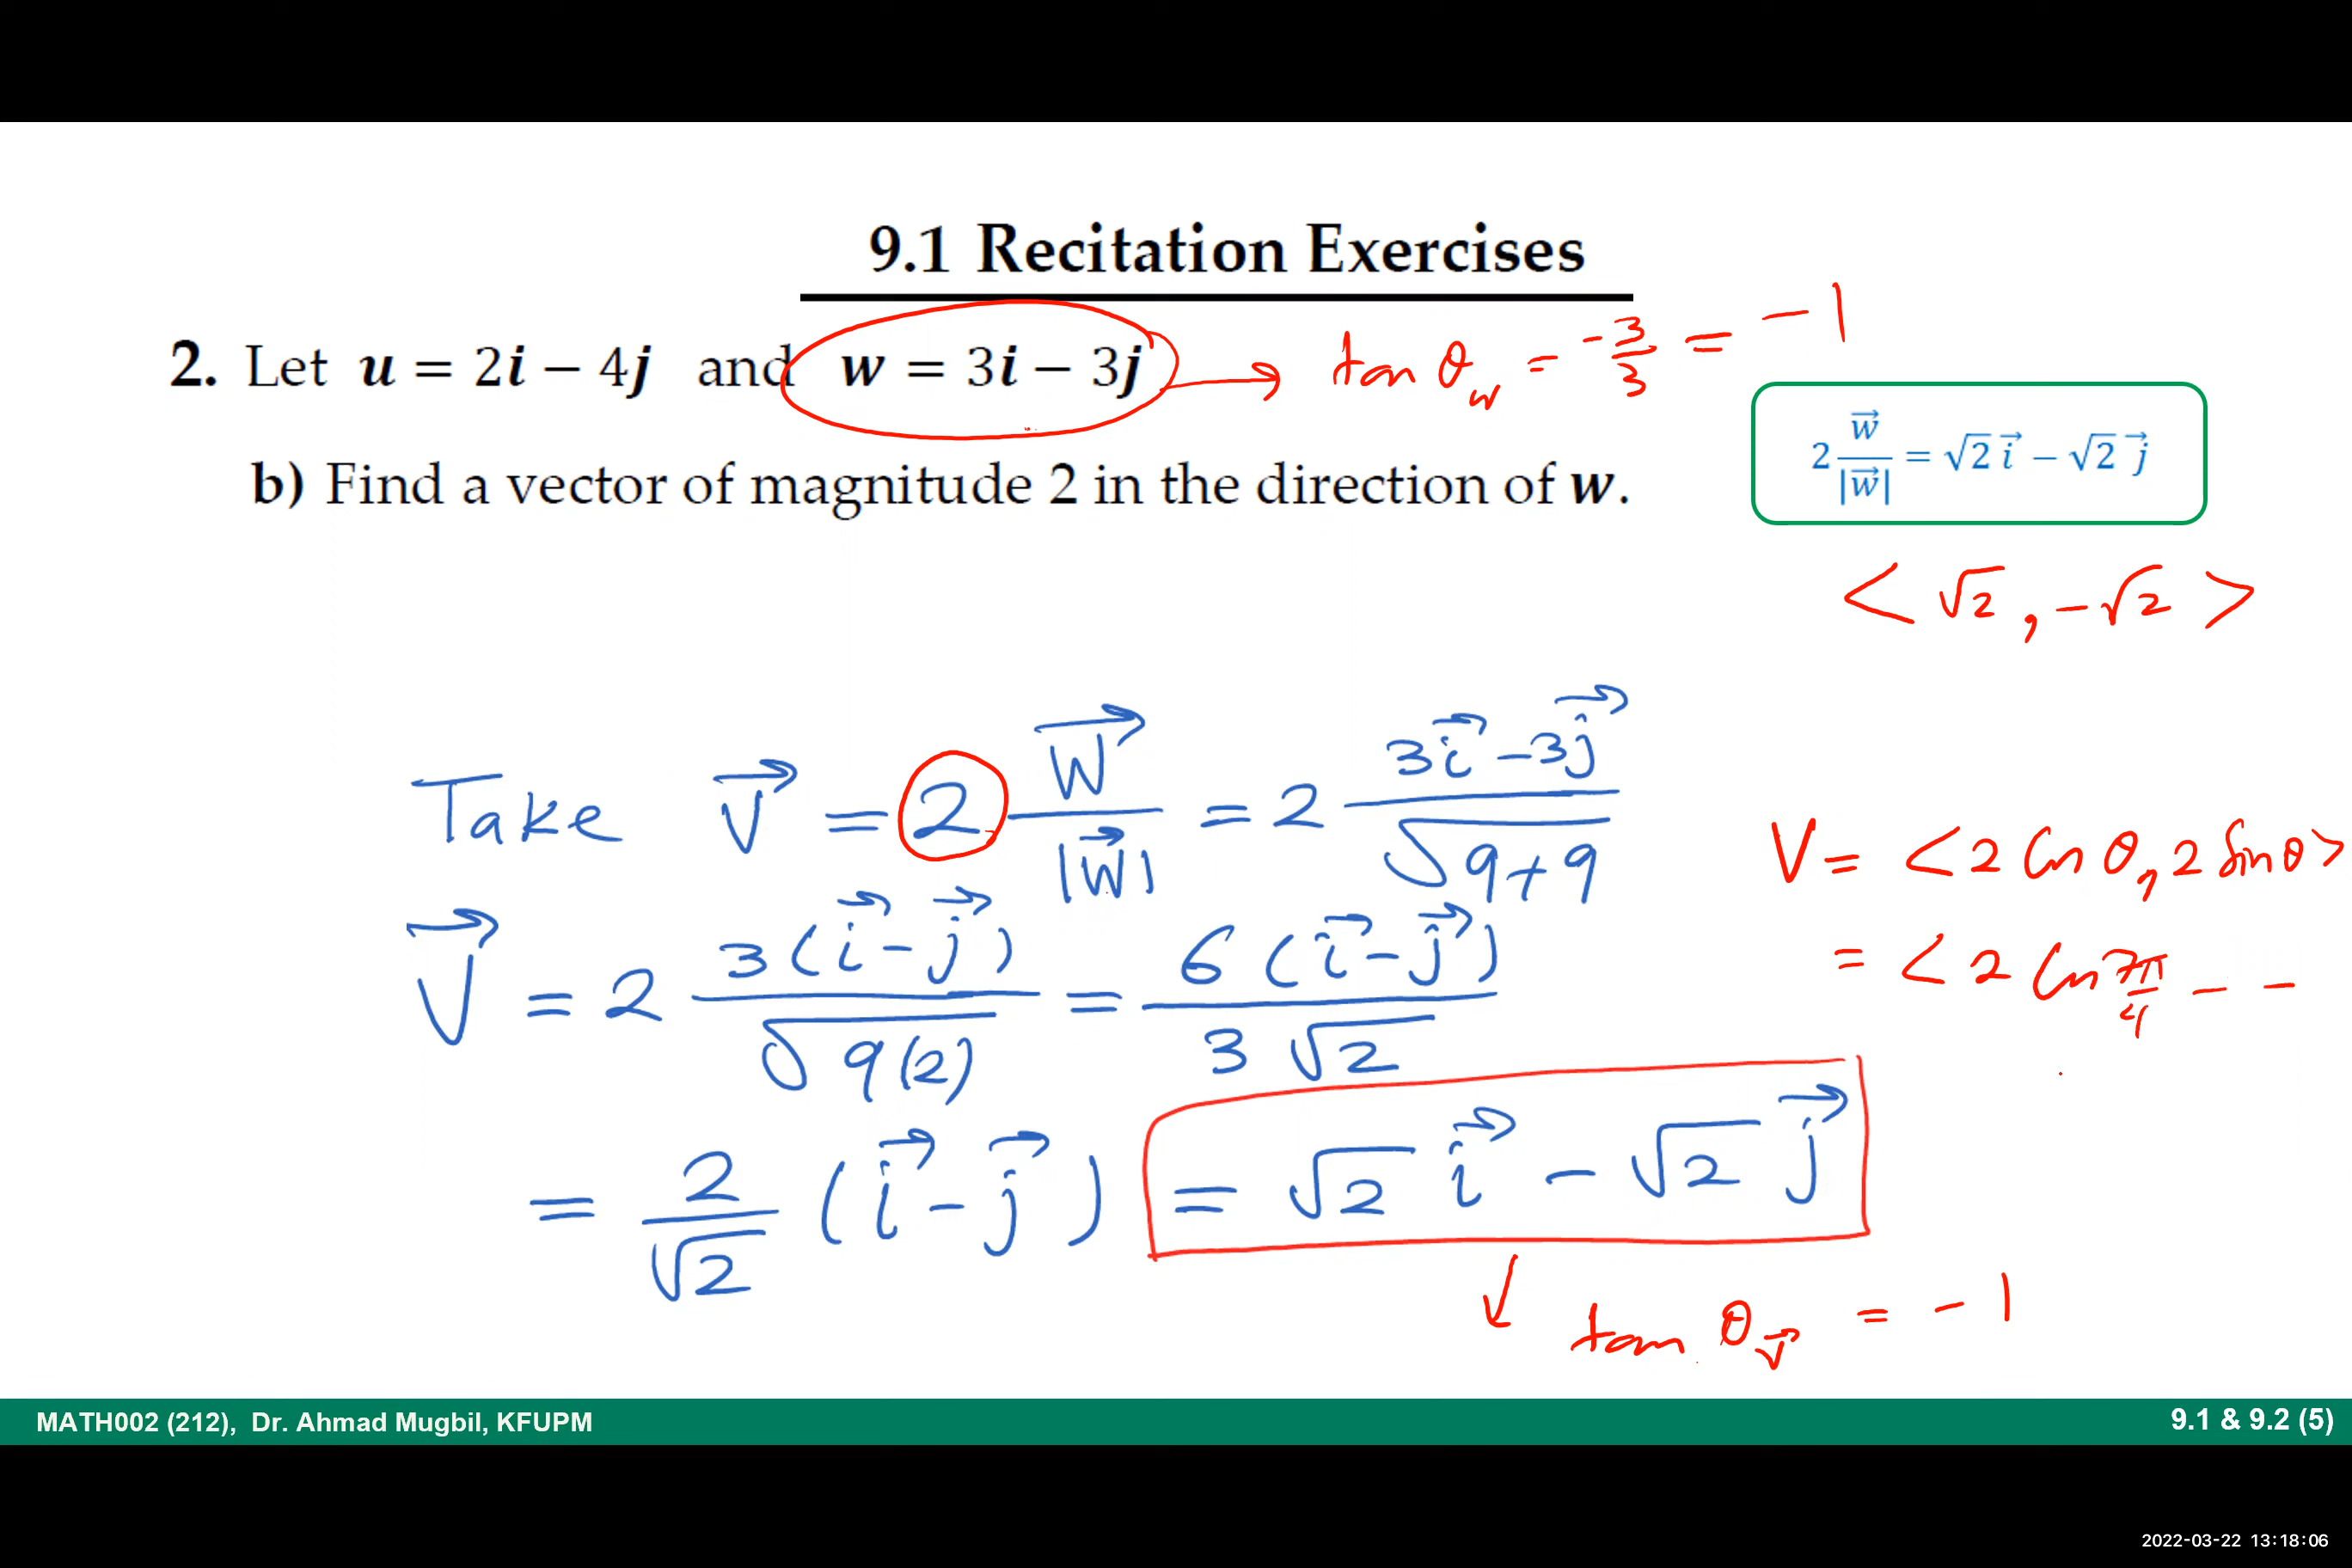 9.1 Recitation Exercises
2. Let u = 2i − 4j and w = 3i − 3j → tan θ_w = -3/3 = -1
b) Find a vector of magnitude 2 in the direction of w.
2 w⃗/|w⃗| = √2 i⃗ − √2 j⃗
< √2 , -√2 >
Take V⃗ = 2 W⃗/|W⃗| = 2 (3i⃗ - 3j⃗)/√(9+9)
V = < 2 cos θ, 2 sin θ >
V⃗ = 2 3(i⃗ - j⃗)/√(9(2)) = 6(i⃗ - j⃗)/(3√2)
= < 2 cos 7π/4 - -
= 2/√2 (i⃗ - j⃗) = √2 i⃗ - √2 j⃗
↓ tan θ_v⃗ = -1
MATH002 (212), Dr. Ahmad Mugbil, KFUPM
9.1 & 9.2 (5)
2022-03-22 13:18:06